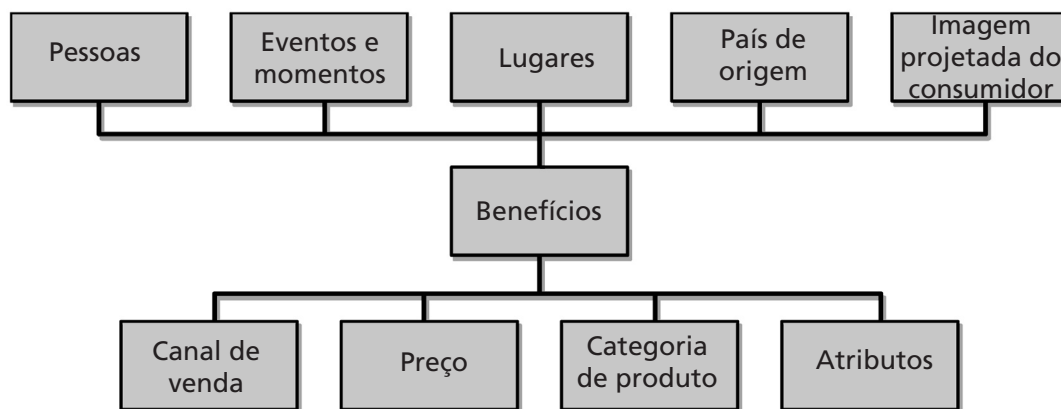 Pessoas
Eventos e
momentos
Lugares
País de
origem
Imagem
projetada do
consumidor
Benefícios
Canal de
venda
Preço
Categoria
de produto
Atributos